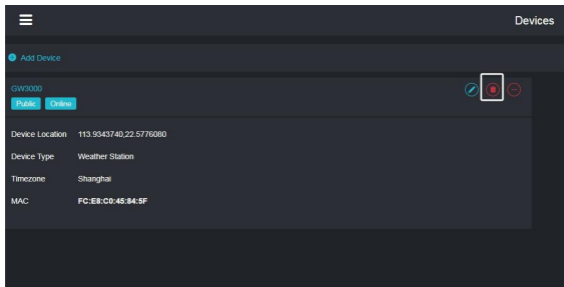 Devices
Add Device
GW3000
Public Online
Device Location 113.9343740,22.5776080
Device Type Weather Station
Timezone Shanghai
MAC FC:E8:C0:45:84:5F